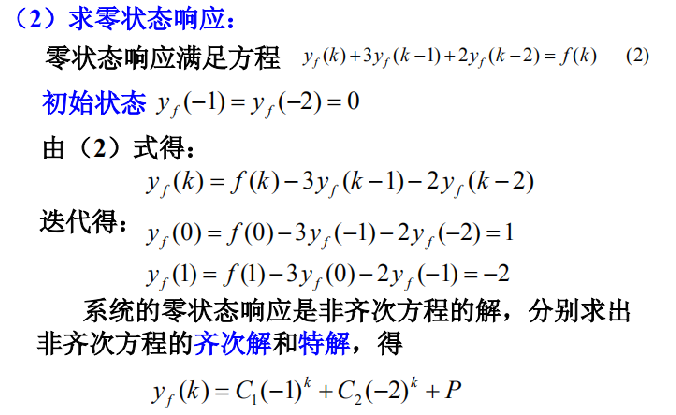 （2）求零状态响应：
零状态响应满足方程 y_f(k)+3y_f(k−1)+2y_f(k−2)=f(k) (2)
初始状态 y_f(−1)=y_f(−2)=0
由（2）式得：
y_f(k)=f(k)−3y_f(k−1)−2y_f(k−2)
迭代得： y_f(0)=f(0)−3y_f(−1)−2y_f(−2)=1
y_f(1)=f(1)−3y_f(0)−2y_f(−1)=−2
系统的零状态响应是非齐次方程的解，分别求出
非齐次方程的齐次解和特解，得
y_f(k)=C_1(−1)^k+C_2(−2)^k+P